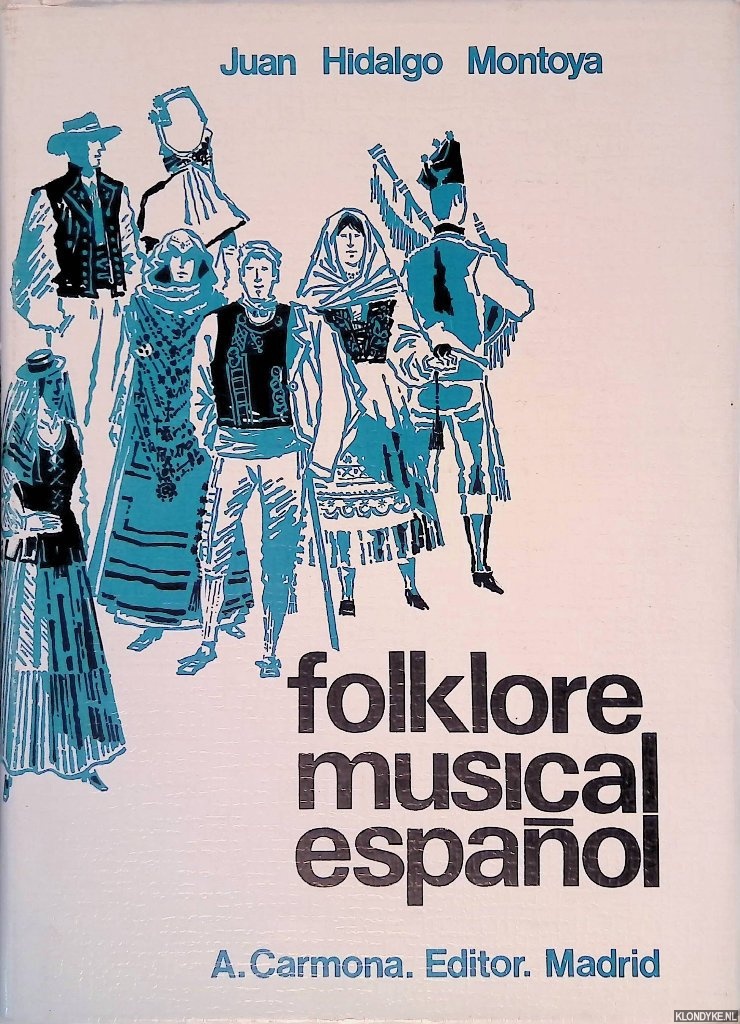 Juan Hidalgo Montoya
folklore
musical
español
A. Carmona. Editor. Madrid
KLONDYKE.NL